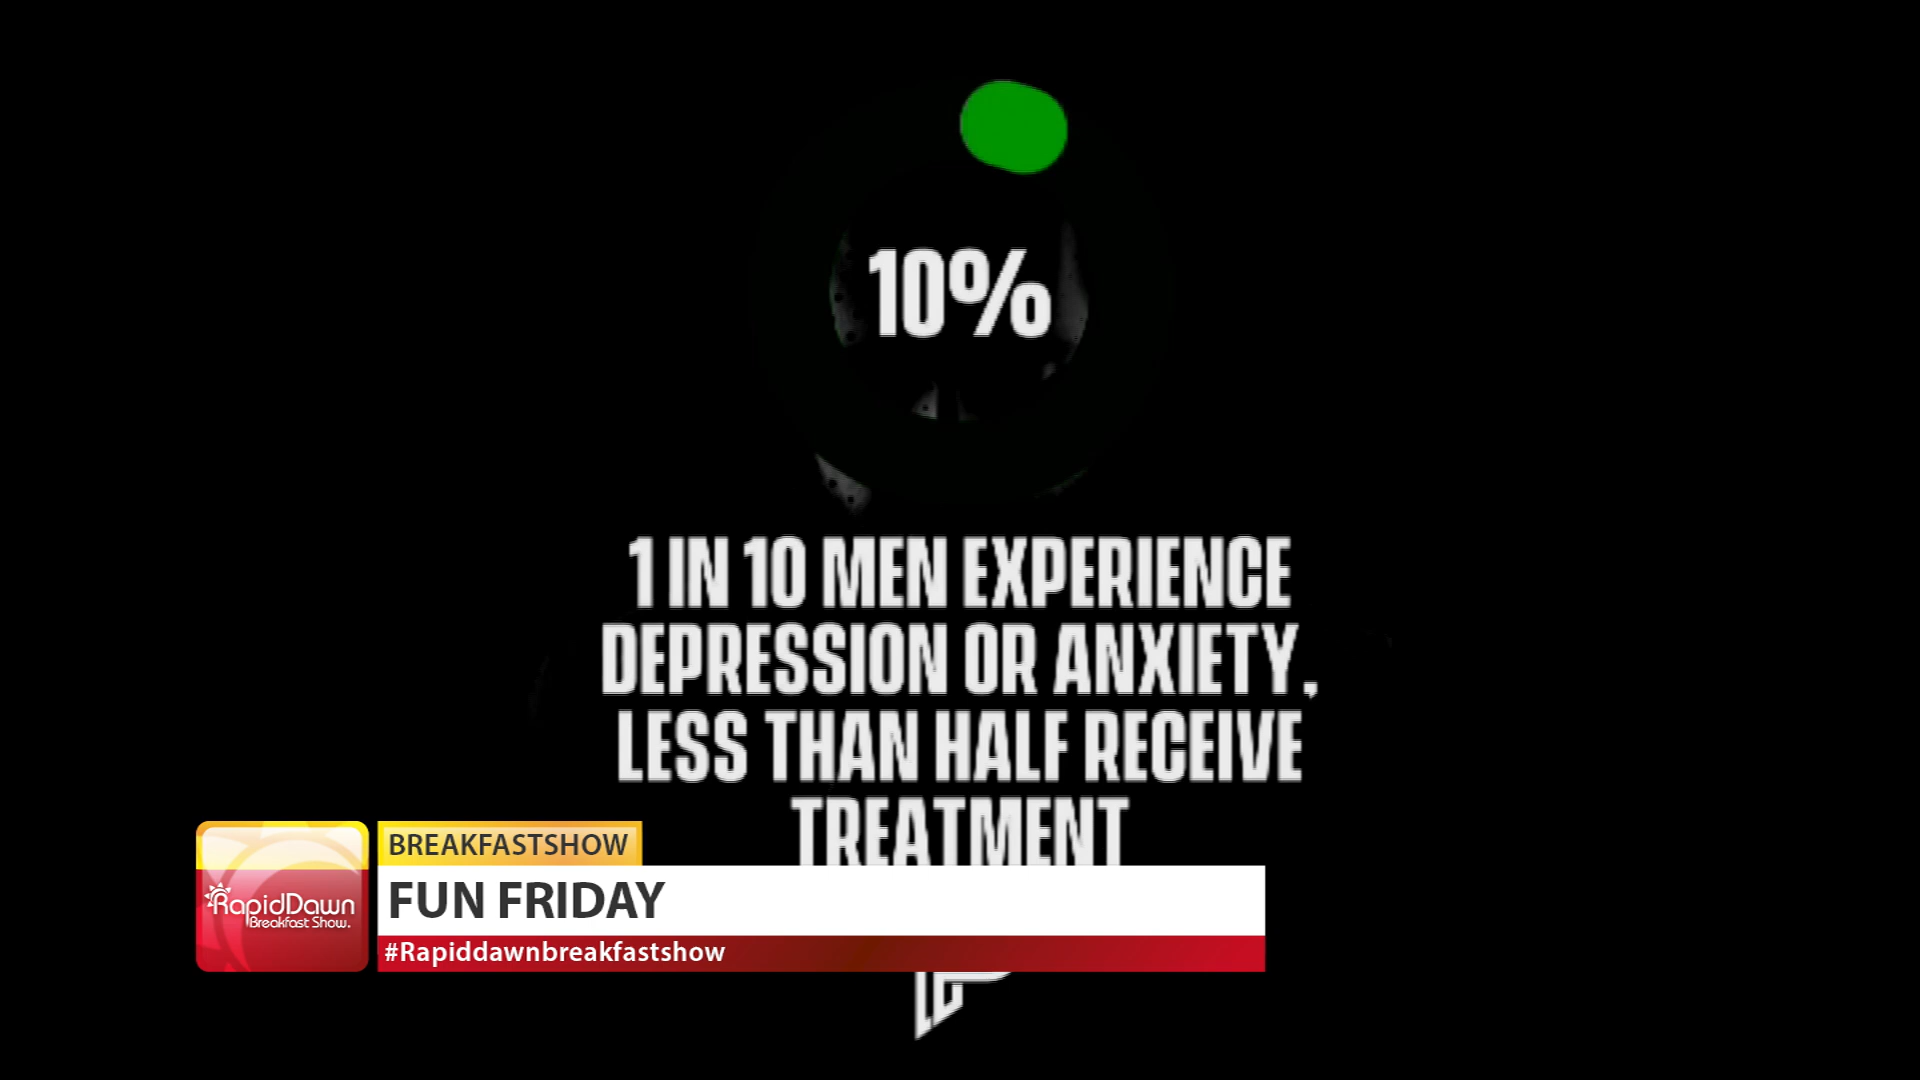 10%
1 IN 10 MEN EXPERIENCE
DEPRESSION OR ANXIETY,
LESS THAN HALF RECEIVE
TREATMENT
BREAKFASTSHOW
FUN FRIDAY
RapidDawn
Breakfast Show.
#Rapiddawnbreakfastshow